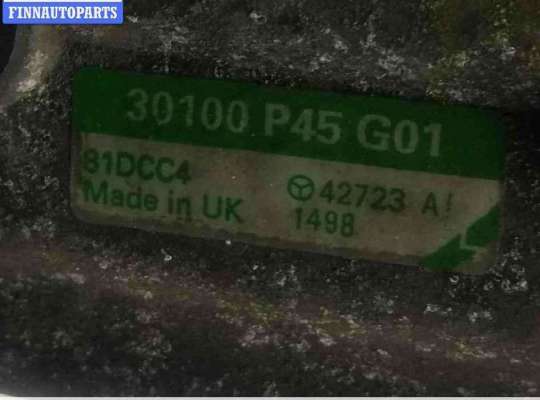 FINNAUTOPARTS
30100 P45 G01
81DCC4
Made in UK
42723 A
1498
L